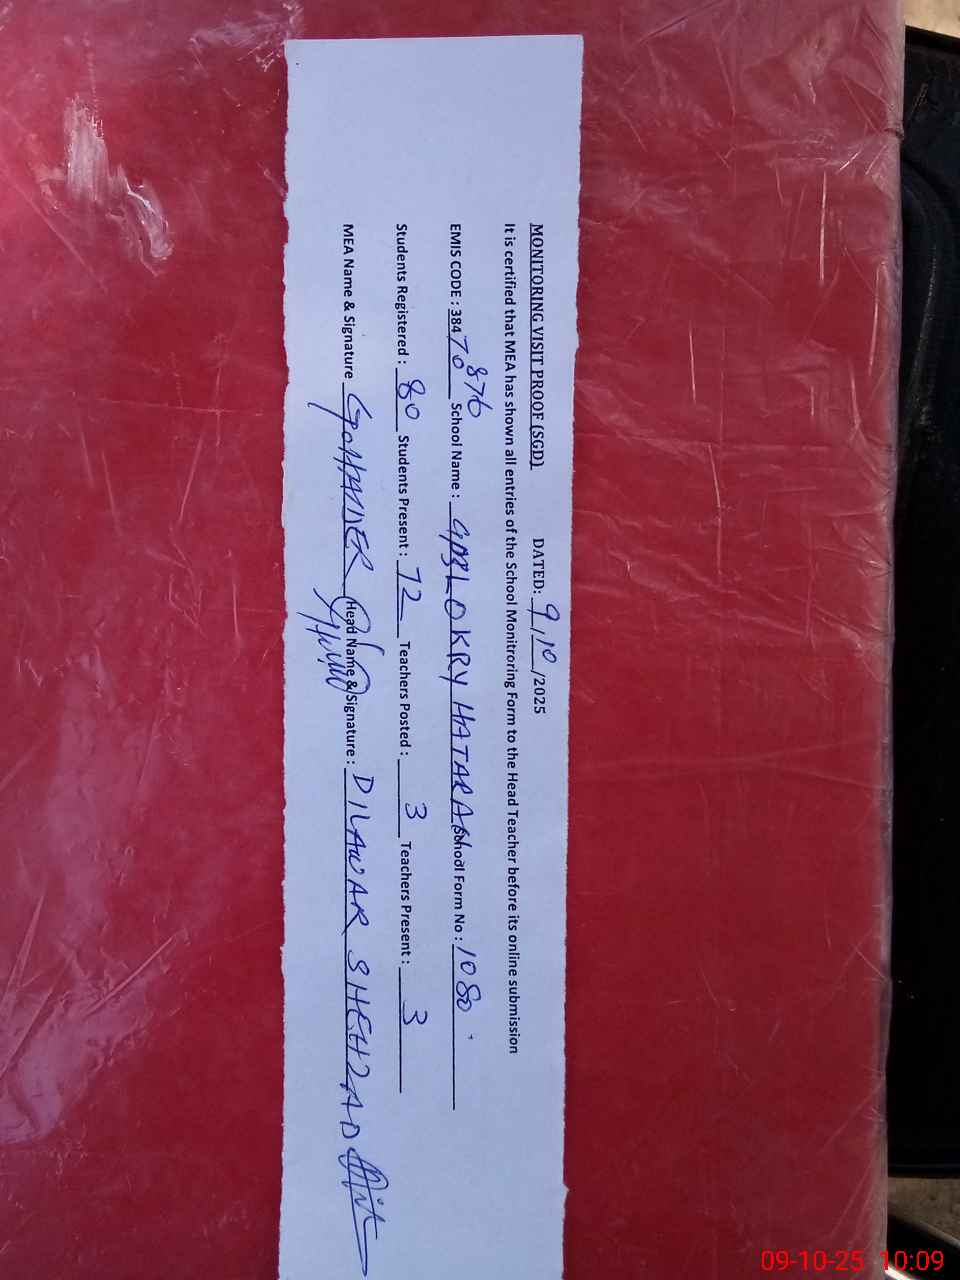 MONITORING VISIT PROOF (SGD) DATED: 9,10/2025
It is certified that MEA has shown all entries of the School Monitroring Form to the Head Teacher before its online submission
EMIS CODE : 38470876 School Name : LOKRY HATARA School Form No : 1080
Students Registered : 80 Students Present : 72 Teachers Posted : 3 Teachers Present : 3
MEA Name & Signature Head Name & Signature : DILAWAR SHEHZAD
09-10-25 10:09